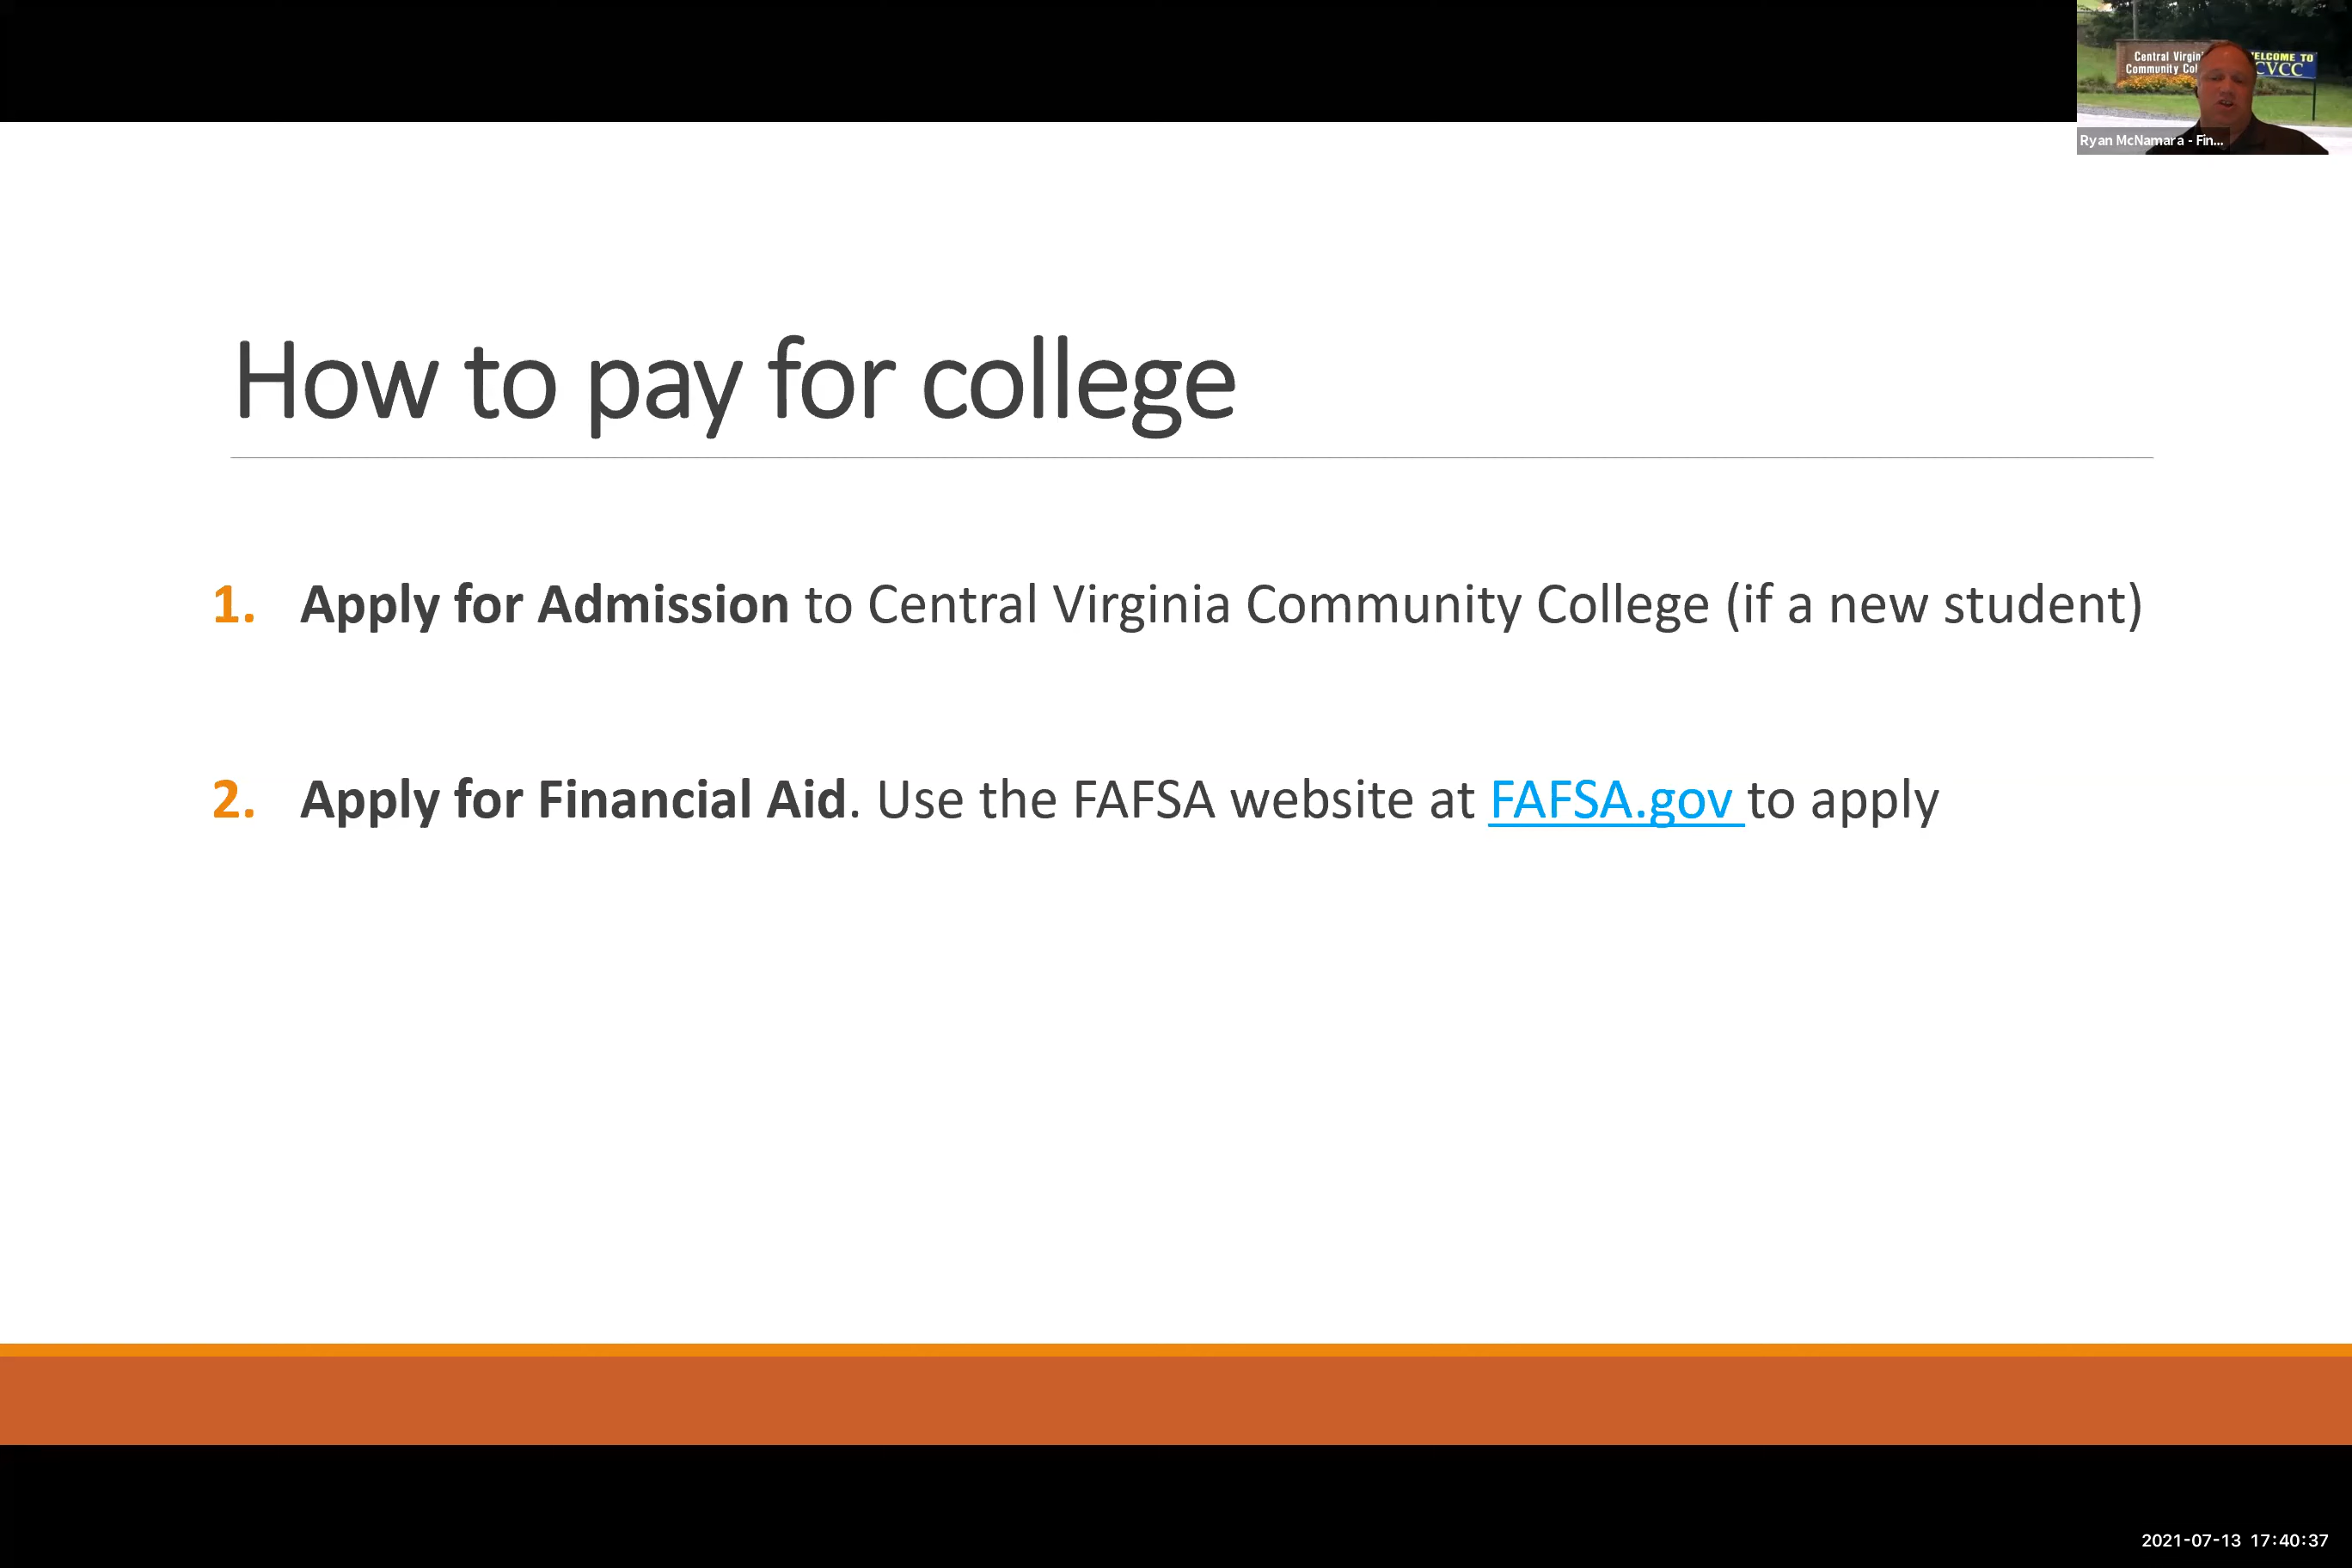 Central Virgin
Community Col
ELCOME TO
CVCC
Ryan McNamara - Fin...
How to pay for college
1. Apply for Admission to Central Virginia Community College (if a new student)
2. Apply for Financial Aid. Use the FAFSA website at FAFSA.gov to apply
2021-07-13 17:40:37